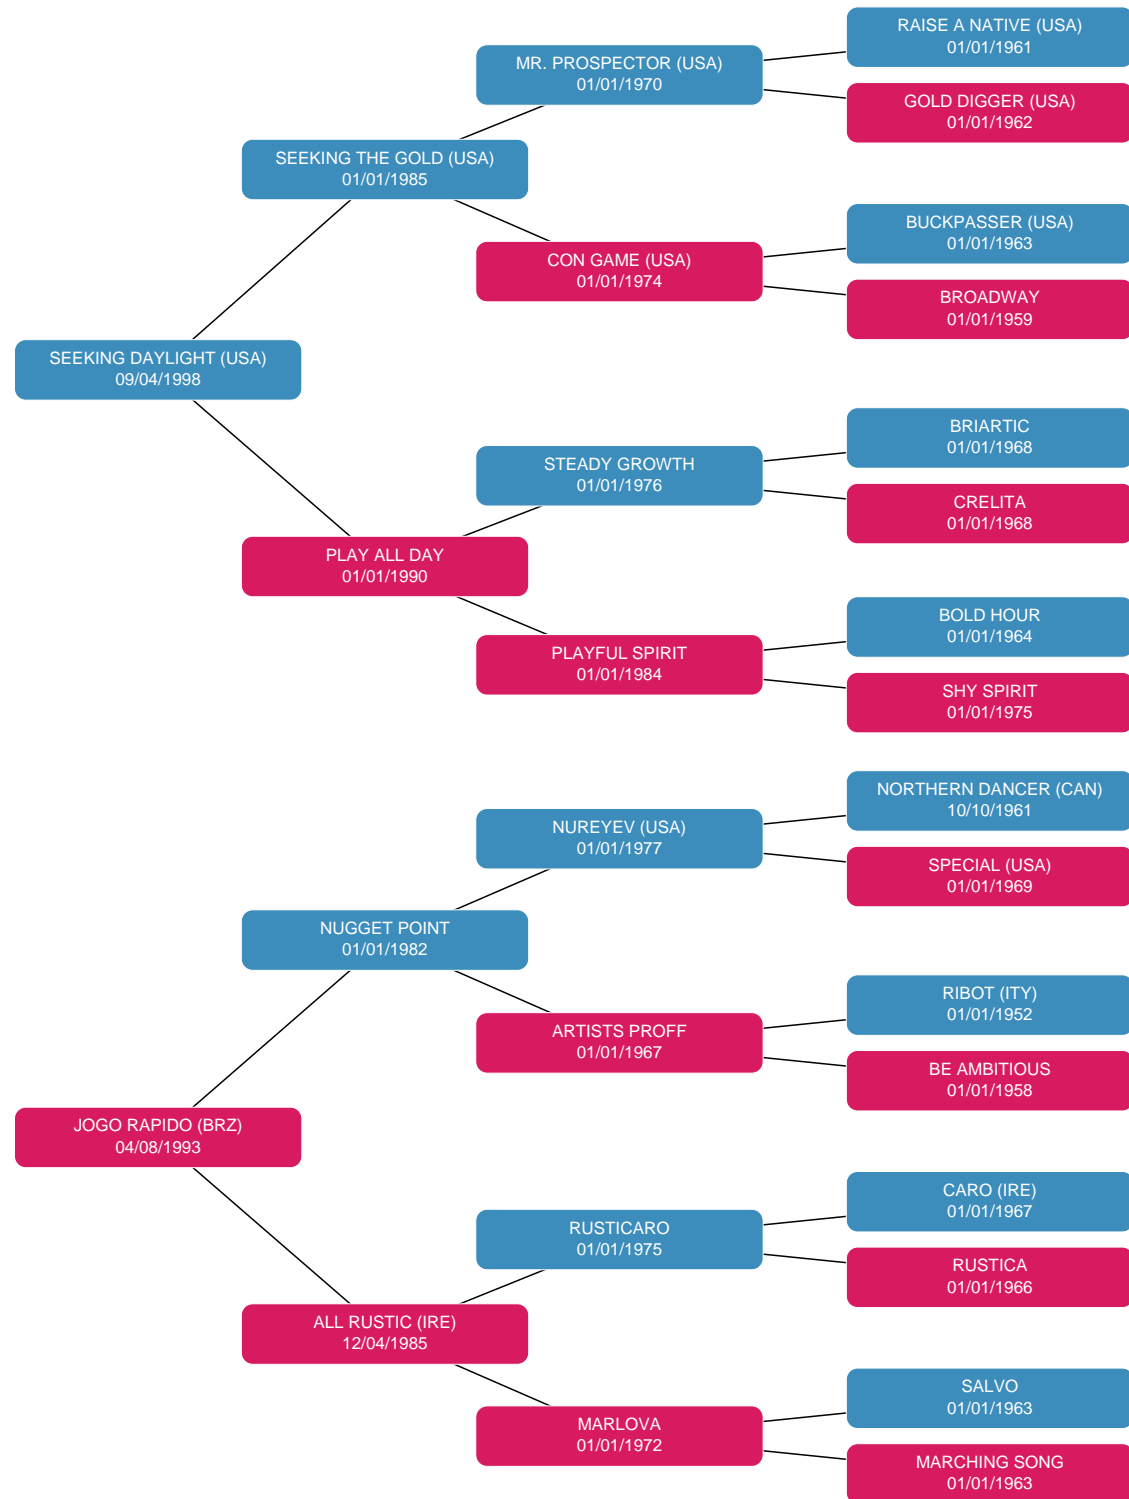 RAISE A NATIVE (USA)
01/01/1961
MR. PROSPECTOR (USA)
01/01/1970
GOLD DIGGER (USA)
01/01/1962
SEEKING THE GOLD (USA)
01/01/1985
BUCKPASSER (USA)
01/01/1963
CON GAME (USA)
01/01/1974
BROADWAY
01/01/1959
SEEKING DAYLIGHT (USA)
09/04/1998
BRIARTIC
01/01/1968
STEADY GROWTH
01/01/1976
CRELITA
01/01/1968
PLAY ALL DAY
01/01/1990
BOLD HOUR
01/01/1964
PLAYFUL SPIRIT
01/01/1984
SHY SPIRIT
01/01/1975
NORTHERN DANCER (CAN)
10/10/1961
NUREYEV (USA)
01/01/1977
SPECIAL (USA)
01/01/1969
NUGGET POINT
01/01/1982
RIBOT (ITY)
01/01/1952
ARTISTS PROFF
01/01/1967
BE AMBITIOUS
01/01/1958
JOGO RAPIDO (BRZ)
04/08/1993
CARO (IRE)
01/01/1967
RUSTICARO
01/01/1975
RUSTICA
01/01/1966
ALL RUSTIC (IRE)
12/04/1985
SALVO
01/01/1963
MARLOVA
01/01/1972
MARCHING SONG
01/01/1963